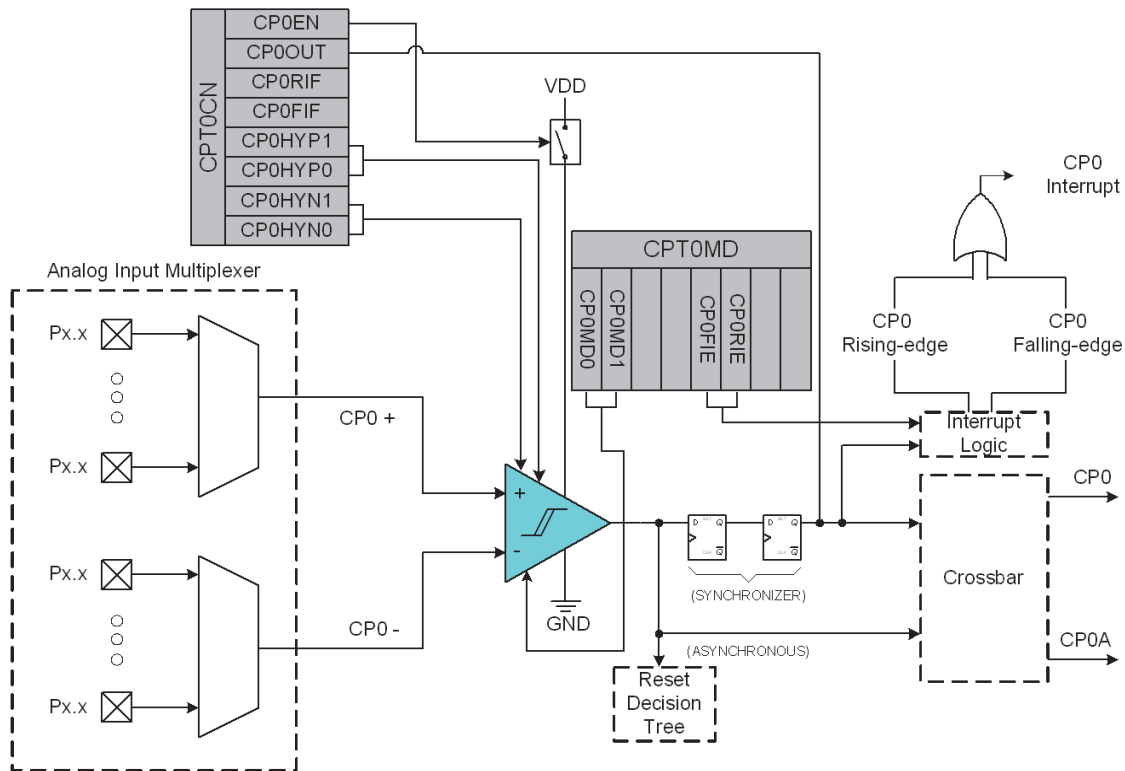 CPT0CN
CP0EN
CP0OUT
CP0RIF
CP0FIF
CP0HYP1
CP0HYP0
CP0HYN1
CP0HYN0
VDD
CPT0MD
CP0MD0
CP0MD1
CP0FIE
CP0RIE
CP0
Interrupt
CP0
Rising-edge
CP0
Falling-edge
Interrupt
Logic
Analog Input Multiplexer
Px.x
Px.x
CP0 +
Px.x
Px.x
CP0 -
+
-
GND
D
Q
Q
D
Q
Q
(SYNCHRONIZER)
(ASYNCHRONOUS)
Reset
Decision
Tree
Crossbar
CP0
CP0A